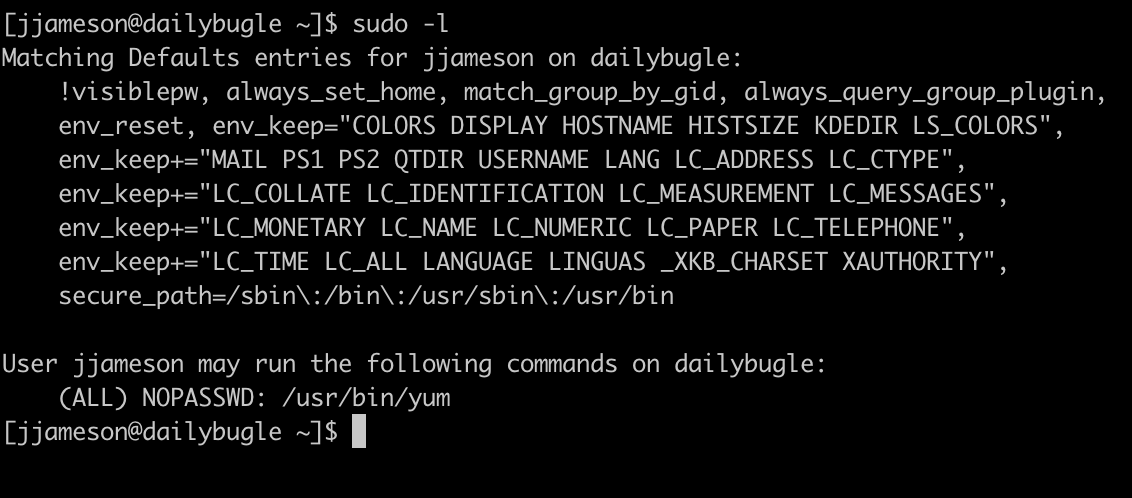 [jjameson@dailybugle ~]$ sudo -l
Matching Defaults entries for jjameson on dailybugle:
    !visiblepw, always_set_home, match_group_by_gid, always_query_group_plugin,
    env_reset, env_keep="COLORS DISPLAY HOSTNAME HISTSIZE KDEDIR LS_COLORS",
    env_keep+="MAIL PS1 PS2 QTDIR USERNAME LANG LC_ADDRESS LC_CTYPE",
    env_keep+="LC_COLLATE LC_IDENTIFICATION LC_MEASUREMENT LC_MESSAGES",
    env_keep+="LC_MONETARY LC_NAME LC_NUMERIC LC_PAPER LC_TELEPHONE",
    env_keep+="LC_TIME LC_ALL LANGUAGE LINGUAS _XKB_CHARSET XAUTHORITY",
    secure_path=/sbin\:/bin\:/usr/sbin\:/usr/bin

User jjameson may run the following commands on dailybugle:
    (ALL) NOPASSWD: /usr/bin/yum
[jjameson@dailybugle ~]$